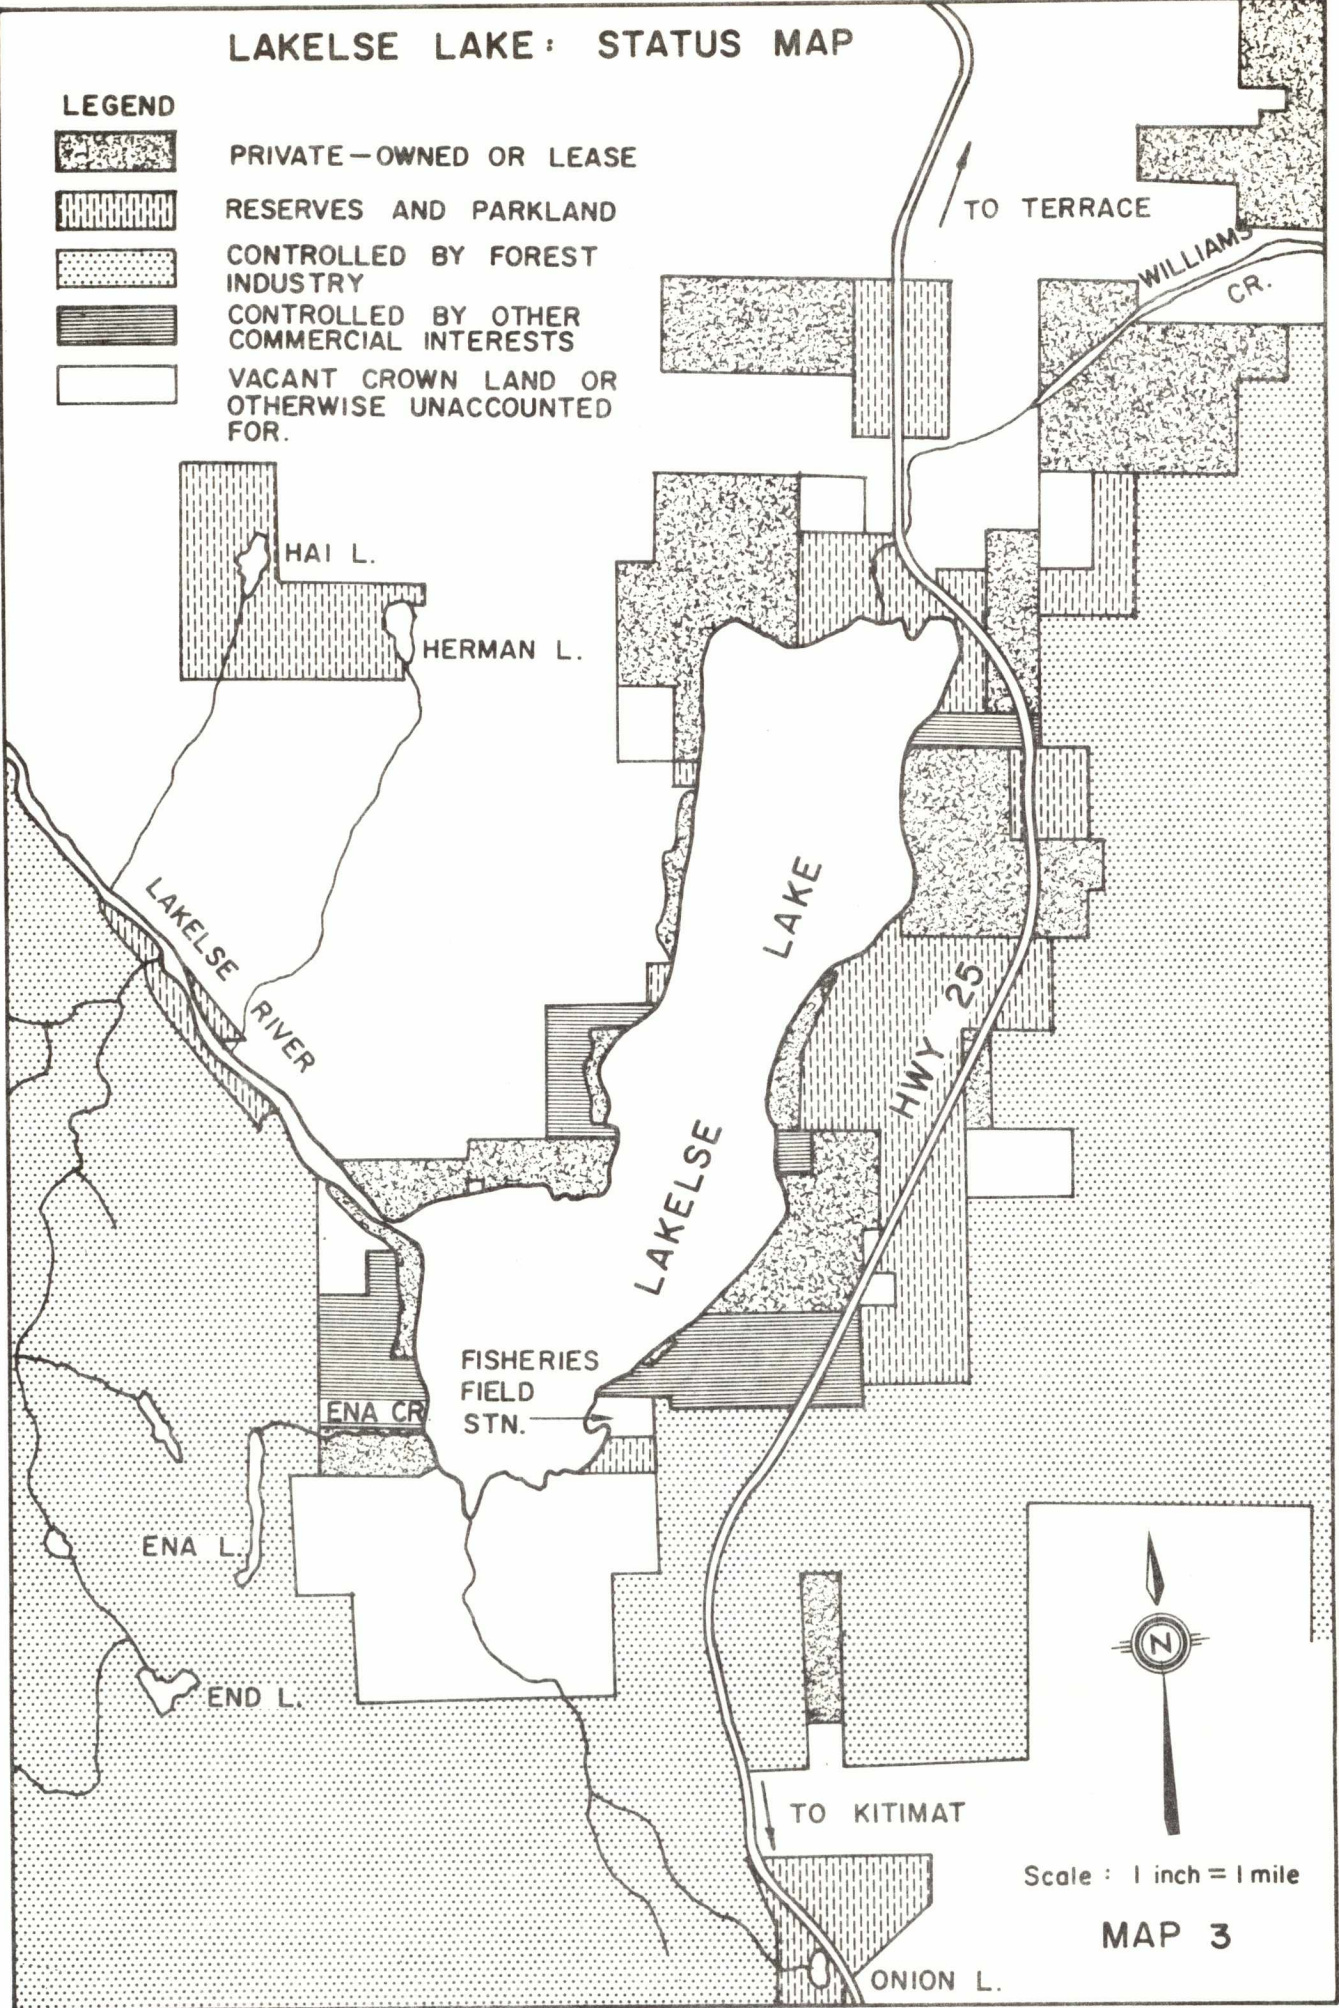 LAKELSE LAKE: STATUS MAP
LEGEND
PRIVATE-OWNED OR LEASE
RESERVES AND PARKLAND
CONTROLLED BY FOREST
INDUSTRY
CONTROLLED BY OTHER
COMMERCIAL INTERESTS
VACANT CROWN LAND OR
OTHERWISE UNACCOUNTED
FOR.
TO TERRACE
WILLIAMS
CR.
HAI L.
HERMAN L.
LAKELSE RIVER
LAKELSE LAKE
HWY 25
FISHERIES
FIELD
STN.
ENA CR
ENA L.
END L.
TO KITIMAT
N
Scale : 1 inch = 1 mile
MAP 3
ONION L.